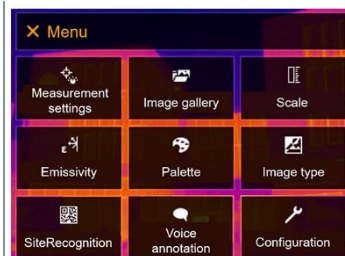 Menu
Measurement
settings
Image gallery
Scale
ε
Emissivity
Palette
Image type
SiteRecognition
Voice
annotation
Configuration